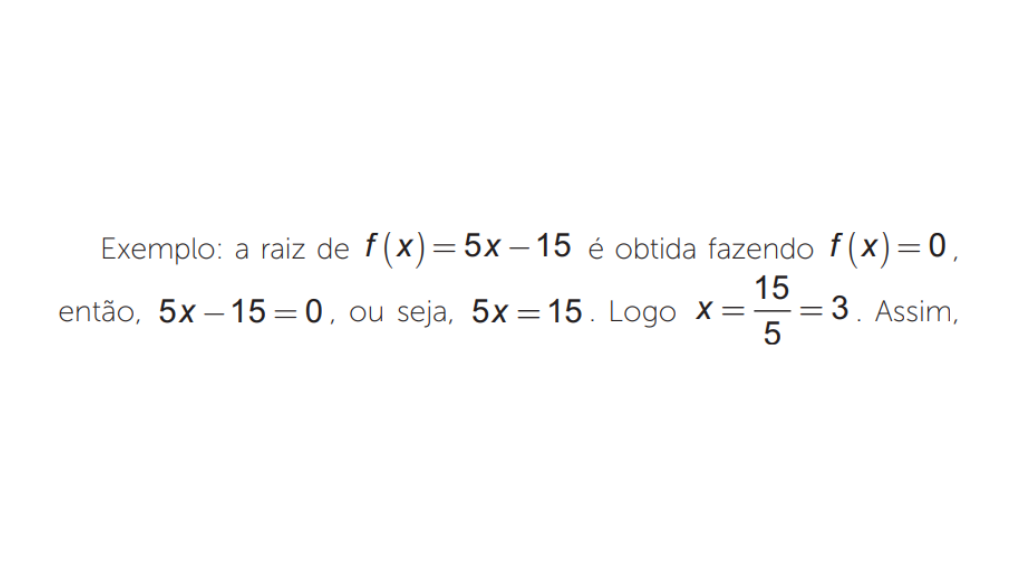 Exemplo: a raiz de f(x) = 5x – 15 é obtida fazendo f(x) = 0,
então, 5x – 15 = 0, ou seja, 5x = 15. Logo x = 15/5 = 3. Assim,